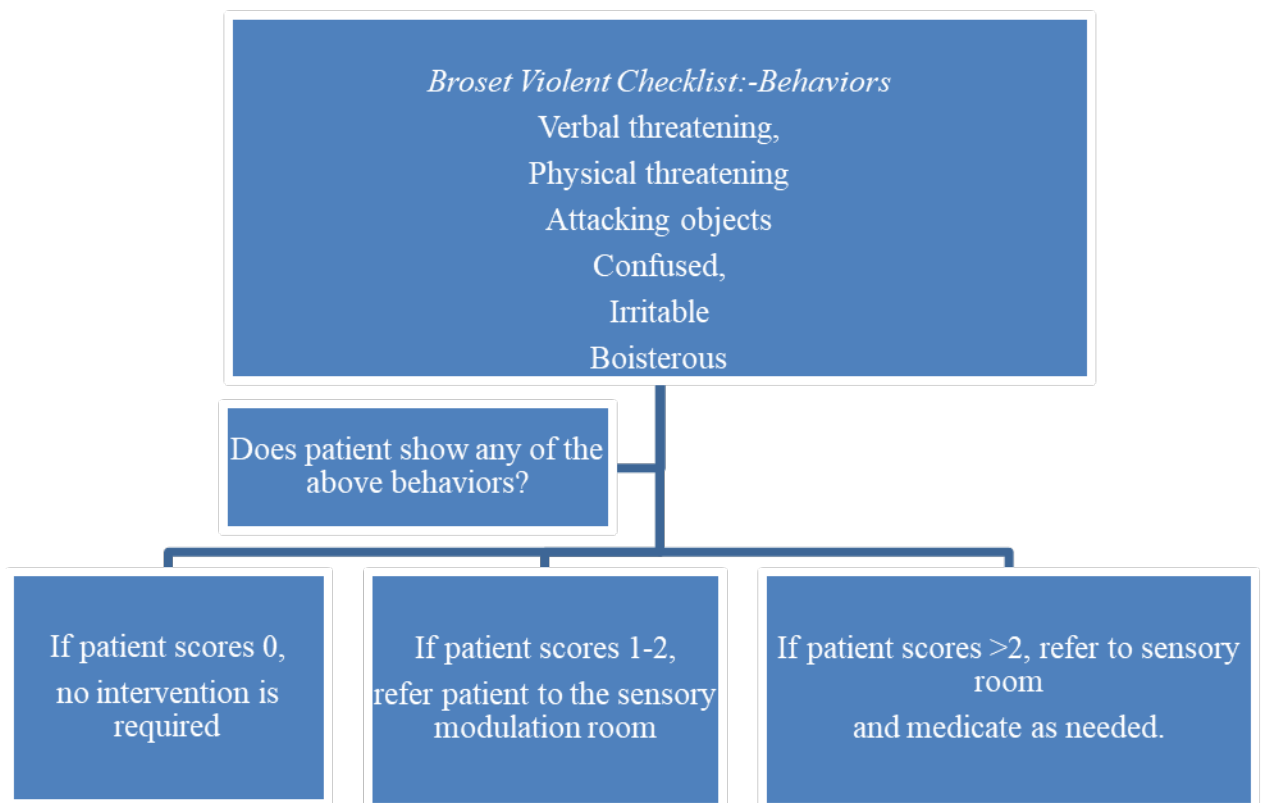 Broset Violent Checklist:-Behaviors
Verbal threatening,
Physical threatening
Attacking objects
Confused,
Irritable
Boisterous
Does patient show any of the
above behaviors?
If patient scores 0,
no intervention is
required
If patient scores 1-2,
refer patient to the sensory
modulation room
If patient scores >2, refer to sensory
room
and medicate as needed.